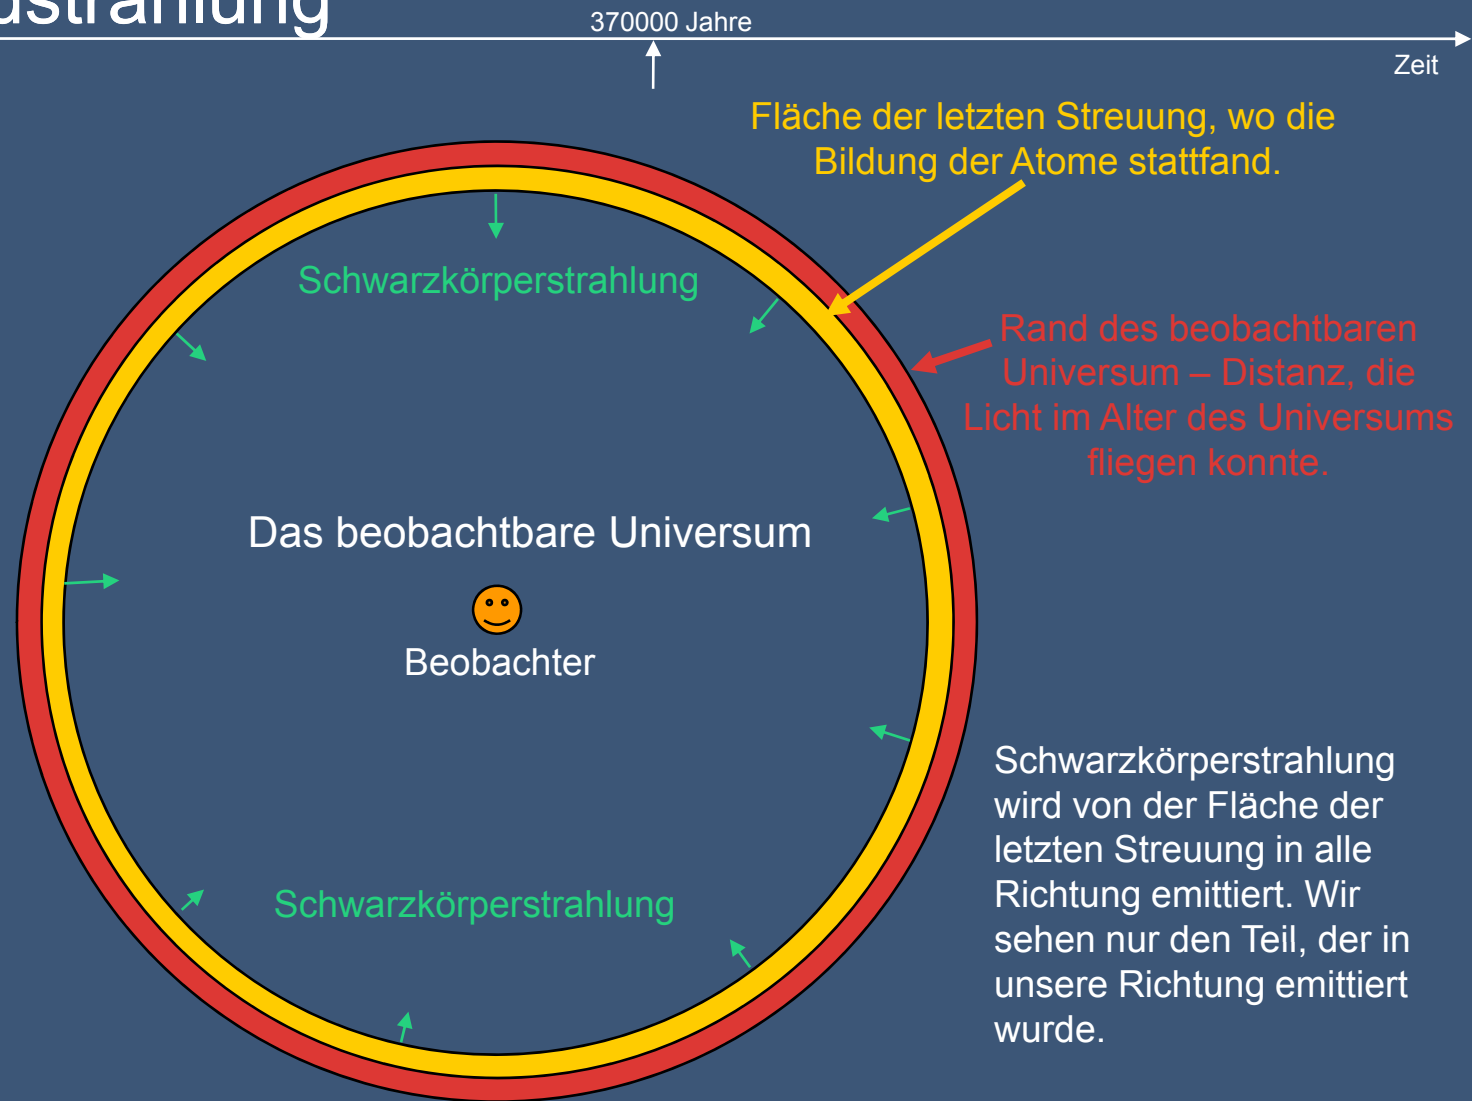 370000 Jahre
Zeit
Fläche der letzten Streuung, wo die
Bildung der Atome stattfand.
Schwarzkörperstrahlung
Rand des beobachtbaren
Universum – Distanz, die
Licht im Alter des Universums
fliegen konnte.
Das beobachtbare Universum
Beobachter
Schwarzkörperstrahlung
wird von der Fläche der
letzten Streuung in alle
Richtung emittiert. Wir
sehen nur den Teil, der in
unsere Richtung emittiert
wurde.
Schwarzkörperstrahlung